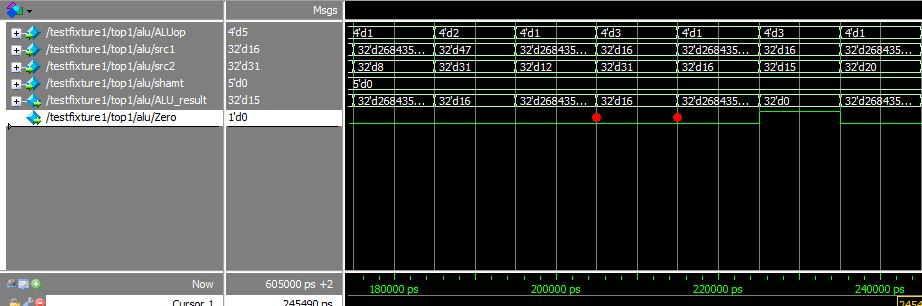 Msgs
/testfixture1/top1/alu/ALUop 4'd5 4'd1 4'd2 4'd1 4'd3 4'd1 4'd3 4'd1
/testfixture1/top1/alu/src1 32'd16 32'd268435... 32'd47 32'd268435... 32'd16 32'd268435... 32'd16 32'd268435...
/testfixture1/top1/alu/src2 32'd31 32'd8 32'd31 32'd12 32'd31 32'd16 32'd15 32'd20
/testfixture1/top1/alu/shamt 5'd0 5'd0
/testfixture1/top1/alu/ALU_result 32'd15 32'd268435... 32'd16 32'd268435... 32'd16 32'd268435... 32'd0 32'd268435...
/testfixture1/top1/alu/Zero 1'd0
Now 605000 ps +2 180000 ps 200000 ps 220000 ps 240000 ps
Cursor 1 245490 ps